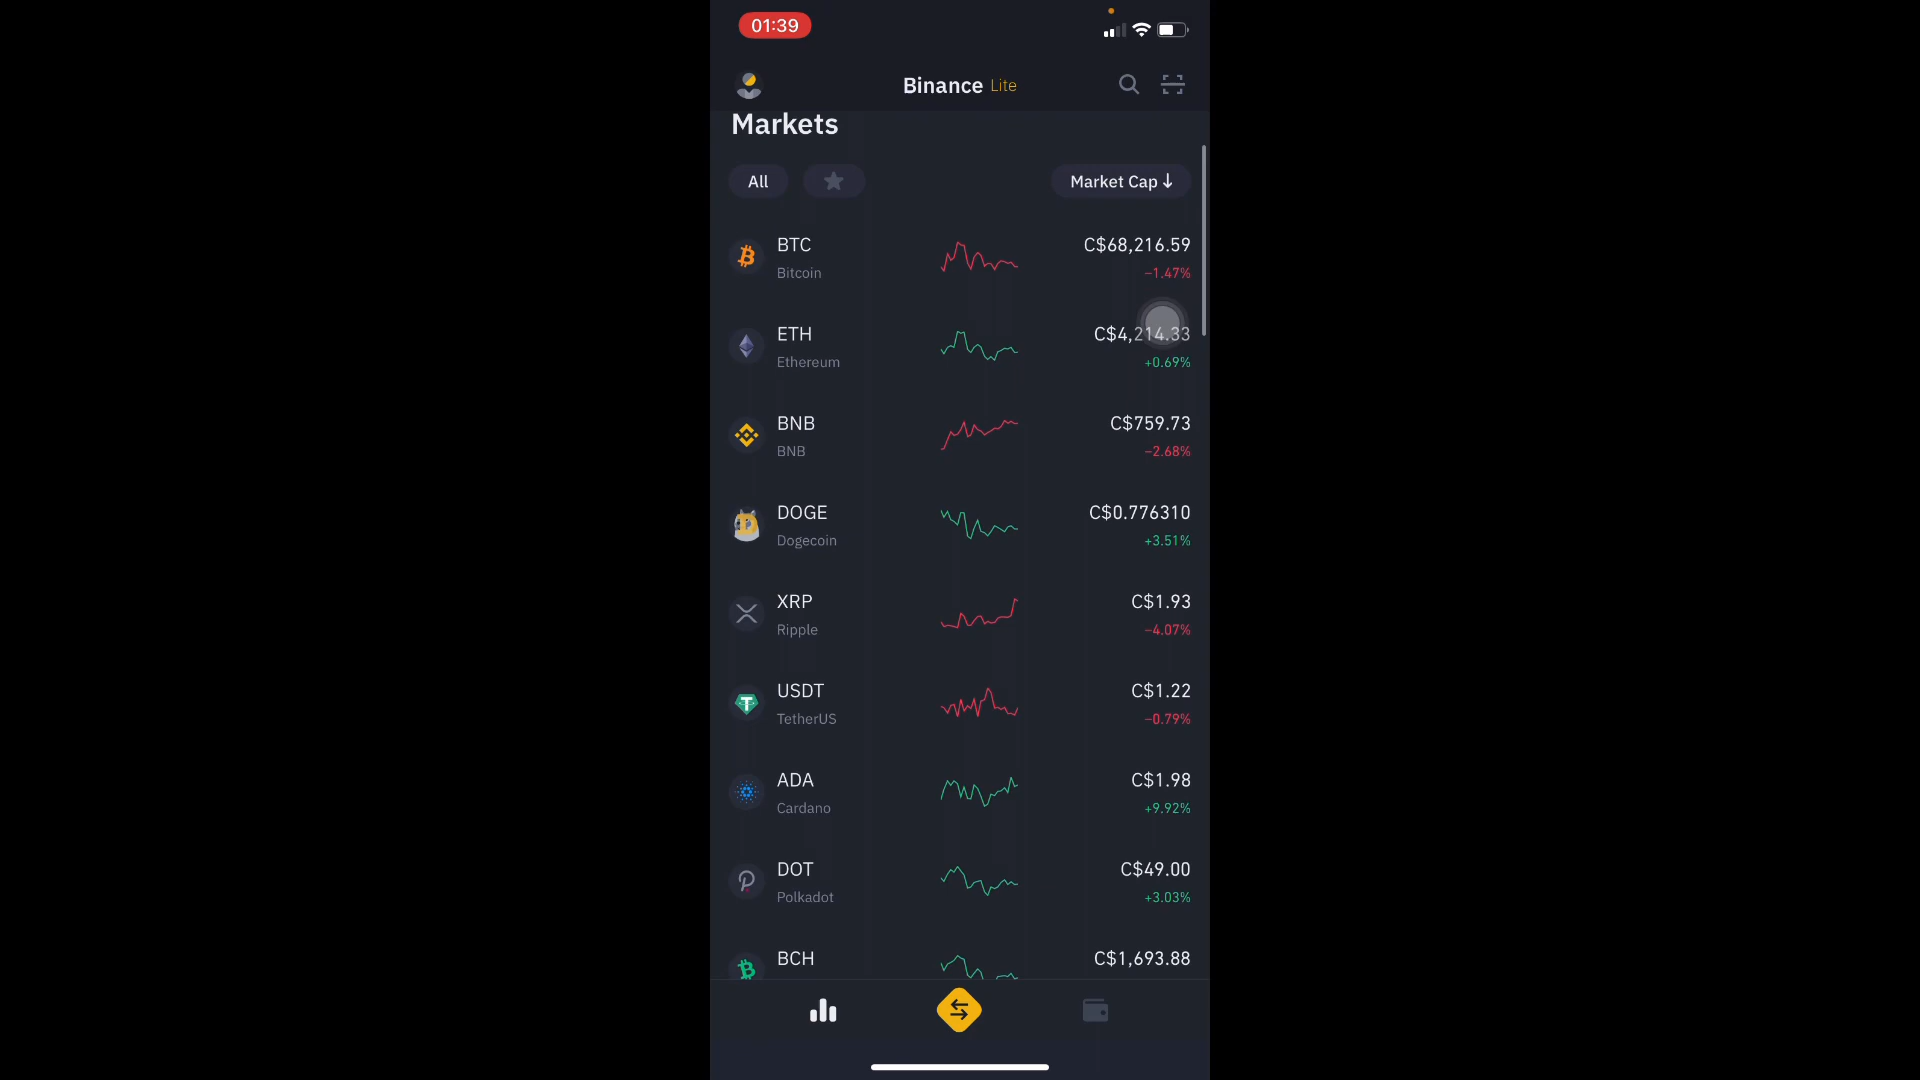 01:39
Binance Lite
Markets
All
Market Cap ↓
BTC C$68,216.59
Bitcoin −1.47%
ETH C$4,214.33
Ethereum +0.69%
BNB C$759.73
BNB −2.68%
DOGE C$0.776310
Dogecoin +3.51%
XRP C$1.93
Ripple −4.07%
USDT C$1.22
TetherUS −0.79%
ADA C$1.98
Cardano +9.92%
DOT C$49.00
Polkadot +3.03%
BCH C$1,693.88